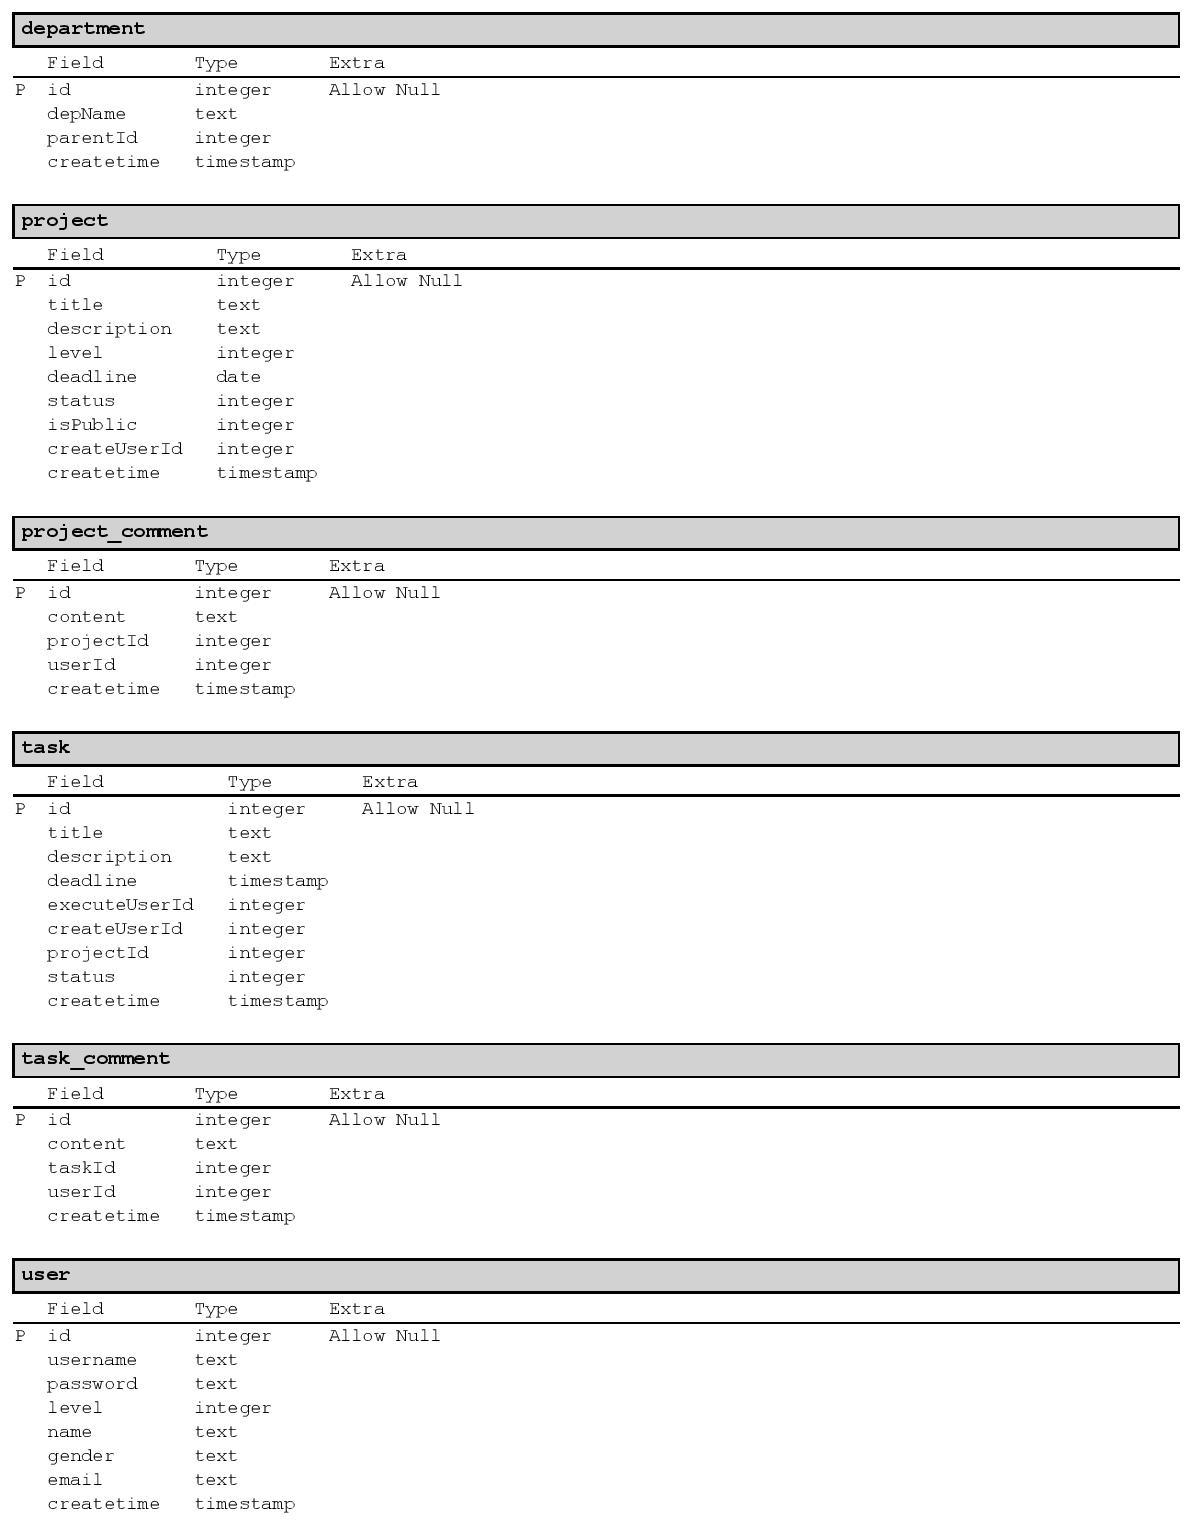 department
Field Type Extra
P id integer Allow Null
depName text
parentId integer
createtime timestamp
project
Field Type Extra
P id integer Allow Null
title text
description text
level integer
deadline date
status integer
isPublic integer
createUserId integer
createtime timestamp
project_comment
Field Type Extra
P id integer Allow Null
content text
projectId integer
userId integer
createtime timestamp
task
Field Type Extra
P id integer Allow Null
title text
description text
deadline timestamp
executeUserId integer
createUserId integer
projectId integer
status integer
createtime timestamp
task_comment
Field Type Extra
P id integer Allow Null
content text
taskId integer
userId integer
createtime timestamp
user
Field Type Extra
P id integer Allow Null
username text
password text
level integer
name text
gender text
email text
createtime timestamp